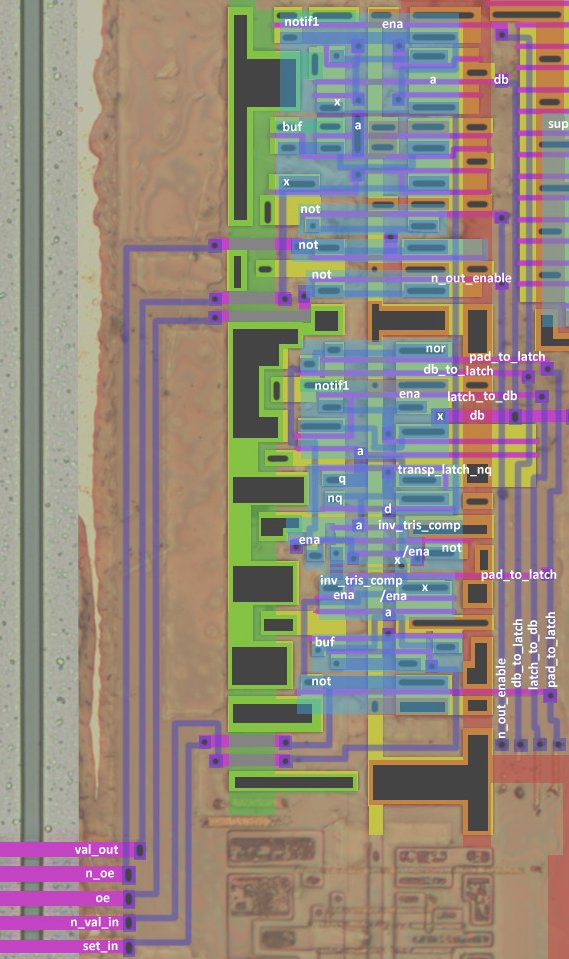 notif1
ena
a
db
x
buf
a
sup
x
not
not
not
n_out_enable
nor
pad_to_latch
db_to_latch
notif1
ena
latch_to_db
x
db
a
transp_latch_nq
q
nq
d
a
inv_tris_comp
ena
/ena
not
x
inv_tris_comp
pad_to_latch
x
ena
/ena
a
buf
not
n_out_enable
db_to_latch
latch_to_db
pad_to_latch
val_out
n_oe
oe
n_val_in
set_in